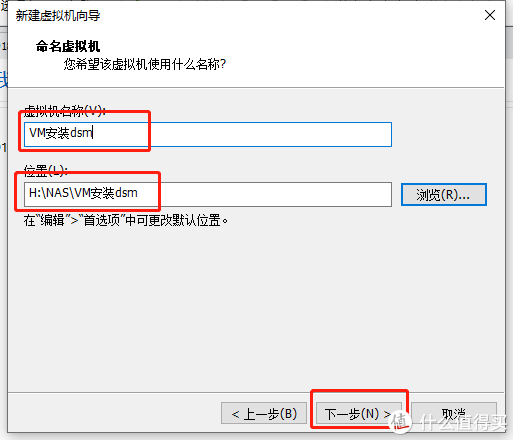 新建虚拟机向导
命名虚拟机
您希望该虚拟机使用什么名称?
虚拟机名称(V):
VM安装dsm
位置(L):
H:\NAS\VM安装dsm
浏览(R)...
在“编辑”>“首选项”中可更改默认位置。
< 上一步(B)
下一步(N) >
取消
值 什么值得买